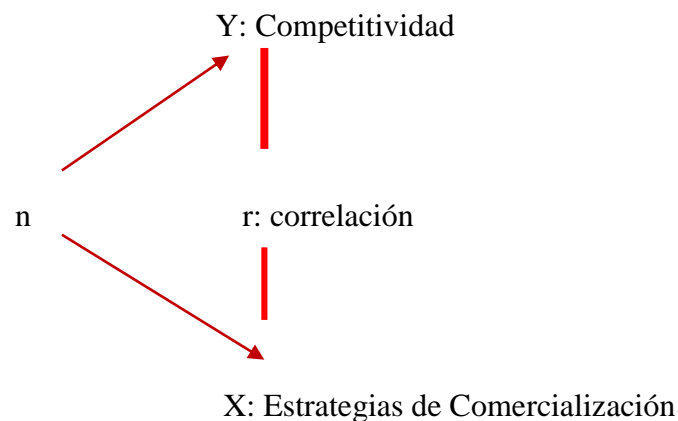 Y: Competitividad
n
r: correlación
X: Estrategias de Comercialización